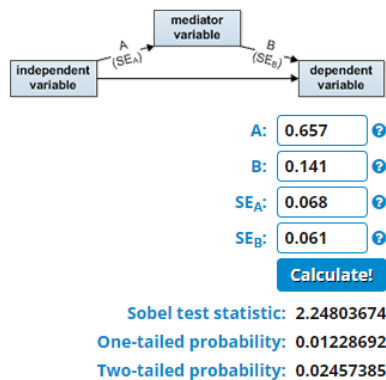 mediator
variable
A
(SEA)
B
(SEB)
independent
variable
dependent
variable
A: 0.657 ?
B: 0.141 ?
SEA: 0.068 ?
SEB: 0.061 ?
Calculate!
Sobel test statistic: 2.24803674
One-tailed probability: 0.01228692
Two-tailed probability: 0.02457385